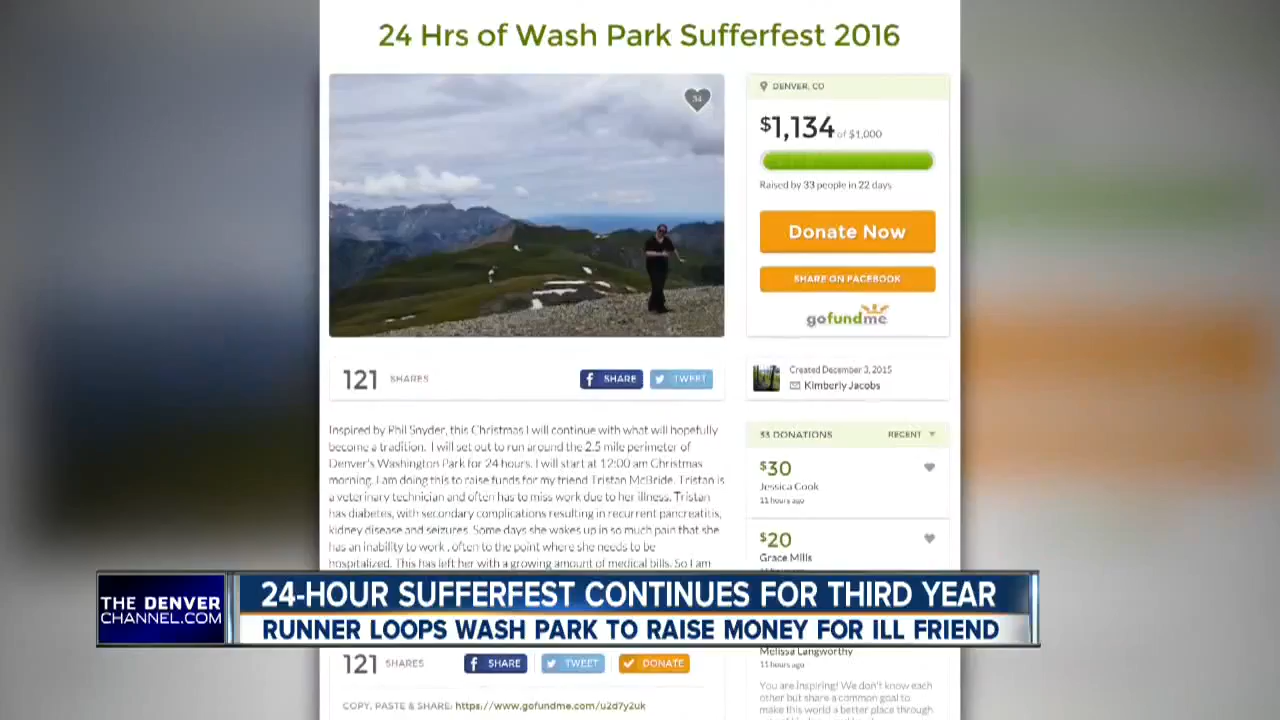 24 Hrs of Wash Park Sufferfest 2016
34
DENVER, CO
$1,134 of $1,000
Raised by 33 people in 22 days
Donate Now
SHARE ON FACEBOOK
gofundme
121 SHARES
SHARE
TWEET
Created December 3, 2015
Kimberly Jacobs
Inspired by Phil Snyder, this Christmas I will continue with what will hopefully
become a tradition. I will set out to run around the 2.5 mile perimeter of
Denver's Washington Park for 24 hours. I will start at 12:00 am Christmas
morning. I am doing this to raise funds for my friend Tristan McBride. Tristan is
a veterinary technician and often has to miss work due to her illness. Tristan
has diabetes, with secondary complications resulting in recurrent pancreatitis,
kidney disease and seizures. Some days she wakes up in so much pain that she
has an inability to work , often to the point where she needs to be
hospitalized. This has left her with a growing amount of medical bills. So I am
33 DONATIONS
RECENT
$30
Jessica Cook
11 hours ago
$20
Grace Mills
THE DENVER
CHANNEL.COM
24-HOUR SUFFERFEST CONTINUES FOR THIRD YEAR
RUNNER LOOPS WASH PARK TO RAISE MONEY FOR ILL FRIEND
121 SHARES
SHARE
TWEET
DONATE
COPY, PASTE & SHARE: https://www.gofundme.com/u2d7y2uk
Melissa Langworthy
11 hours ago
You are inspiring! We don't know each
other but share a common goal to
make this world a better place through